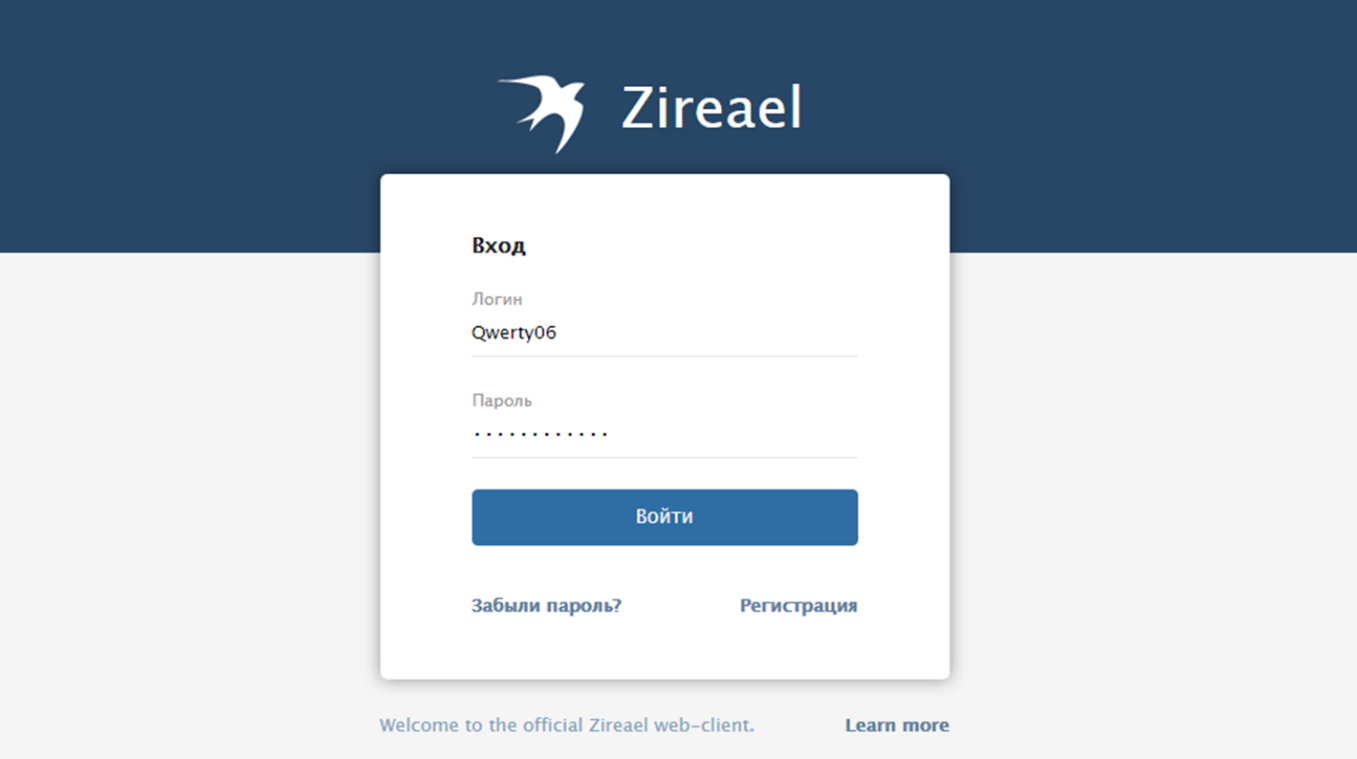 Zireael
Вход
Логин
Qwerty06
Пароль
············
Войти
Забыли пароль? Регистрация
Welcome to the official Zireael web-client. Learn more